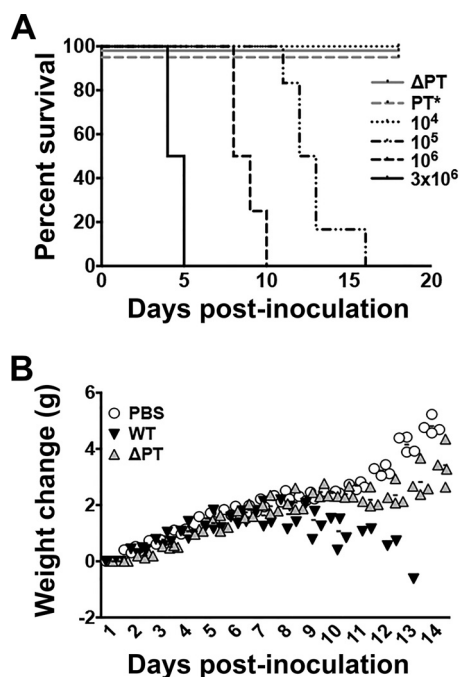 A
Percent survival
100
80
60
40
20
0
0 5 10 15 20
Days post-inoculation
ΔPT
PT*
10⁴
10⁵
10⁶
3x10⁶
B
Weight change (g)
6
4
2
0
-2
PBS
WT
ΔPT
1 2 3 4 5 6 7 8 9 10 11 12 13 14
Days post-inoculation